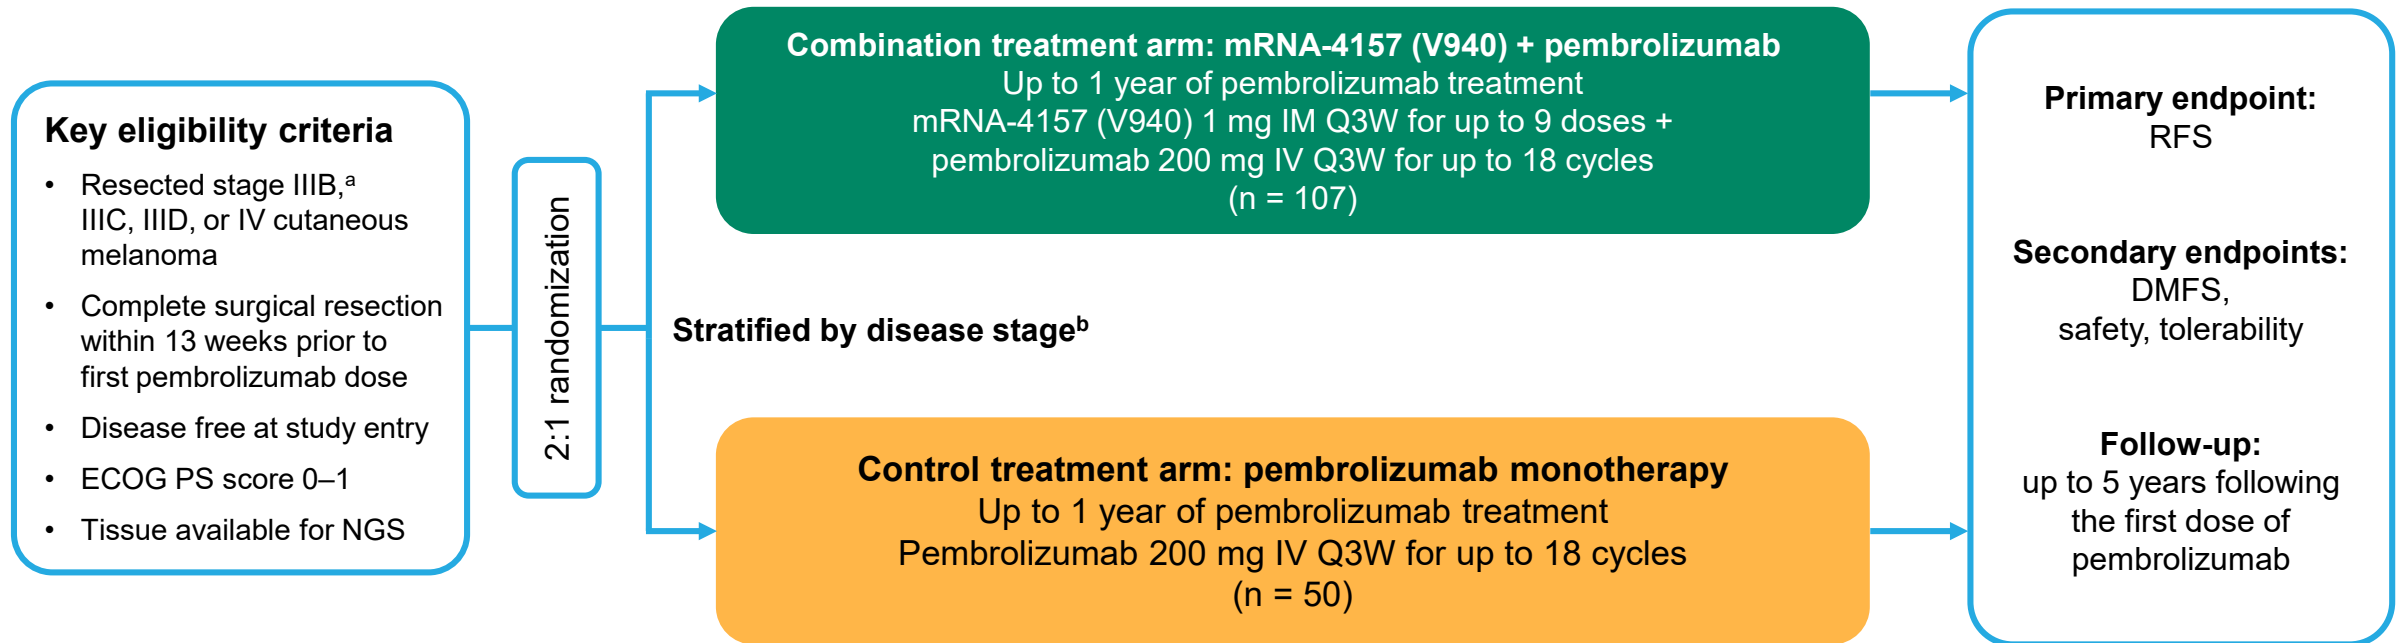 Key eligibility criteria
• Resected stage IIIB,ᵃ
IIIC, IIID, or IV cutaneous
melanoma
• Complete surgical resection
within 13 weeks prior to
first pembrolizumab dose
• Disease free at study entry
• ECOG PS score 0–1
• Tissue available for NGS
2:1 randomization
Combination treatment arm: mRNA-4157 (V940) + pembrolizumab
Up to 1 year of pembrolizumab treatment
mRNA-4157 (V940) 1 mg IM Q3W for up to 9 doses +
pembrolizumab 200 mg IV Q3W for up to 18 cycles
(n = 107)
Stratified by disease stageᵇ
Control treatment arm: pembrolizumab monotherapy
Up to 1 year of pembrolizumab treatment
Pembrolizumab 200 mg IV Q3W for up to 18 cycles
(n = 50)
Primary endpoint:
RFS
Secondary endpoints:
DMFS,
safety, tolerability
Follow-up:
up to 5 years following
the first dose of
pembrolizumab